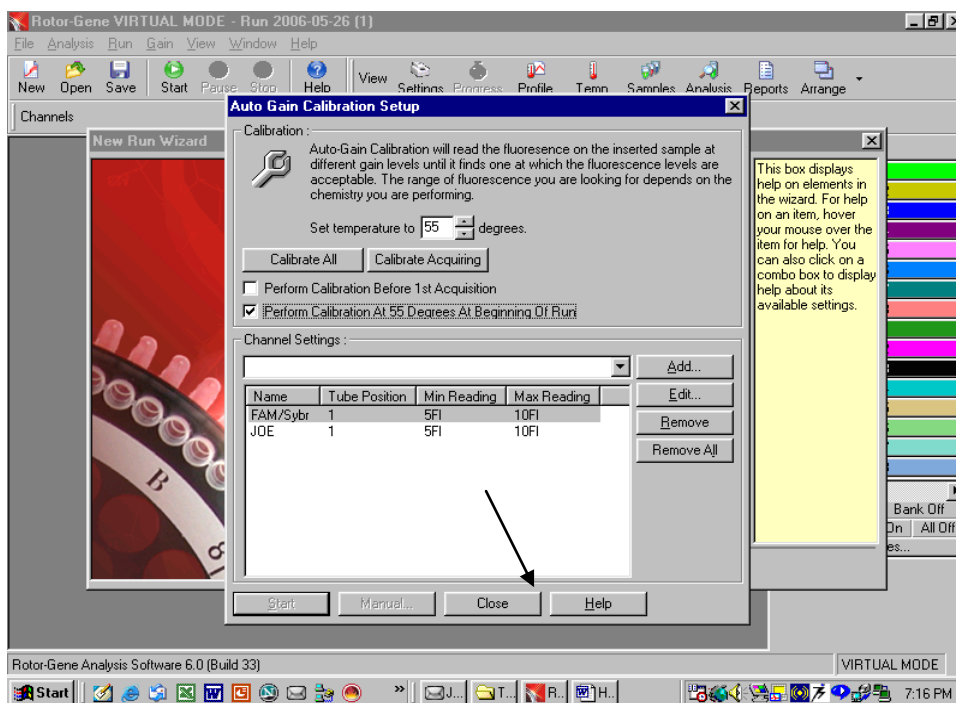 Rotor-Gene VIRTUAL MODE - Run 2006-05-26 (1)
File Analysis Run Gain View Window Help
New Open Save Start Pause Stop Help View Settings Progress Profile Temp Samples Analysis Reports Arrange
Channels
New Run Wizard
Auto Gain Calibration Setup
Calibration :
Auto-Gain Calibration will read the fluoresence on the inserted sample at
different gain levels until it finds one at which the fluorescence levels are
acceptable. The range of fluorescence you are looking for depends on the
chemistry you are performing.
Set temperature to 55 degrees.
Calibrate All Calibrate Acquiring
Perform Calibration Before 1st Acquisition
Perform Calibration At 55 Degrees At Beginning Of Run
Channel Settings :
Add...
Name Tube Position Min Reading Max Reading
Edit...
FAM/Sybr 1 5Fl 10Fl
JOE 1 5Fl 10Fl
Remove
Remove All
Start Manual... Close Help
This box displays
help on elements in
the wizard. For help
on an item, hover
your mouse over the
item for help. You
can also click on a
combo box to display
help about its
available settings.
Bank Off
On All Off
es...
B
Rotor-Gene Analysis Software 6.0 (Build 33) VIRTUAL MODE
Start » J... T... R.. H.. 7:16 PM